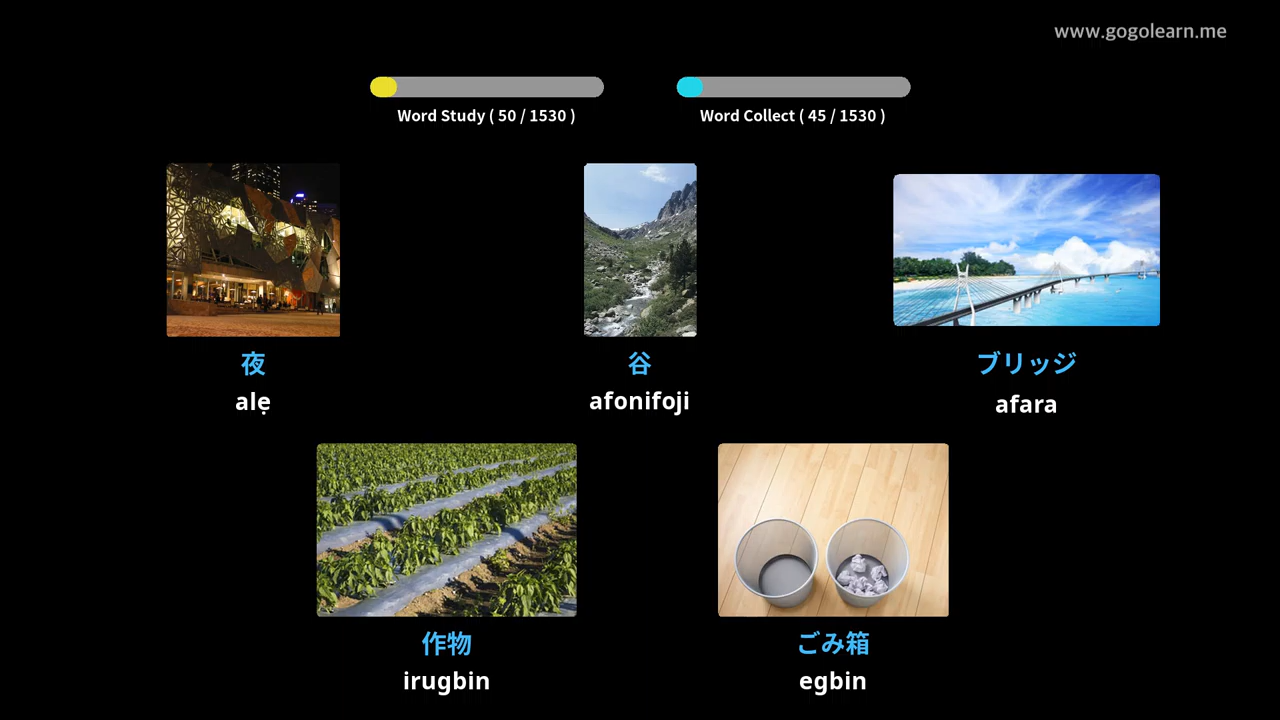 www.gogolearn.me
Word Study ( 50 / 1530 )
Word Collect ( 45 / 1530 )
夜
alẹ
谷
afonifoji
ブリッジ
afara
作物
irugbin
ごみ箱
egbin